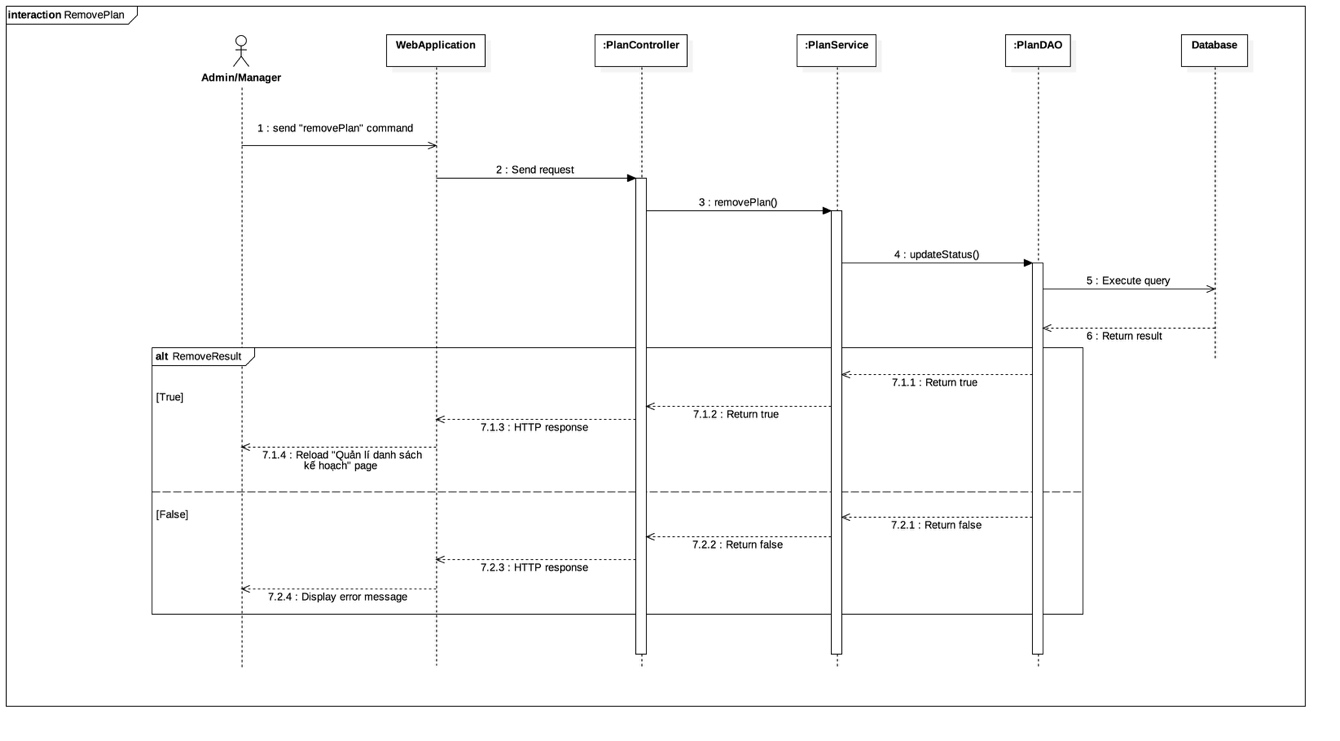 interaction RemovePlan
WebApplication
:PlanController
:PlanService
:PlanDAO
Database
Admin/Manager
1 : send "removePlan" command
2 : Send request
3 : removePlan()
4 : updateStatus()
5 : Execute query
6 : Return result
alt RemoveResult
7.1.1 : Return true
[True]
7.1.2 : Return true
7.1.3 : HTTP response
7.1.4 : Reload "Quản lí danh sách
kế hoạch" page
[False]
7.2.1 : Return false
7.2.2 : Return false
7.2.3 : HTTP response
7.2.4 : Display error message